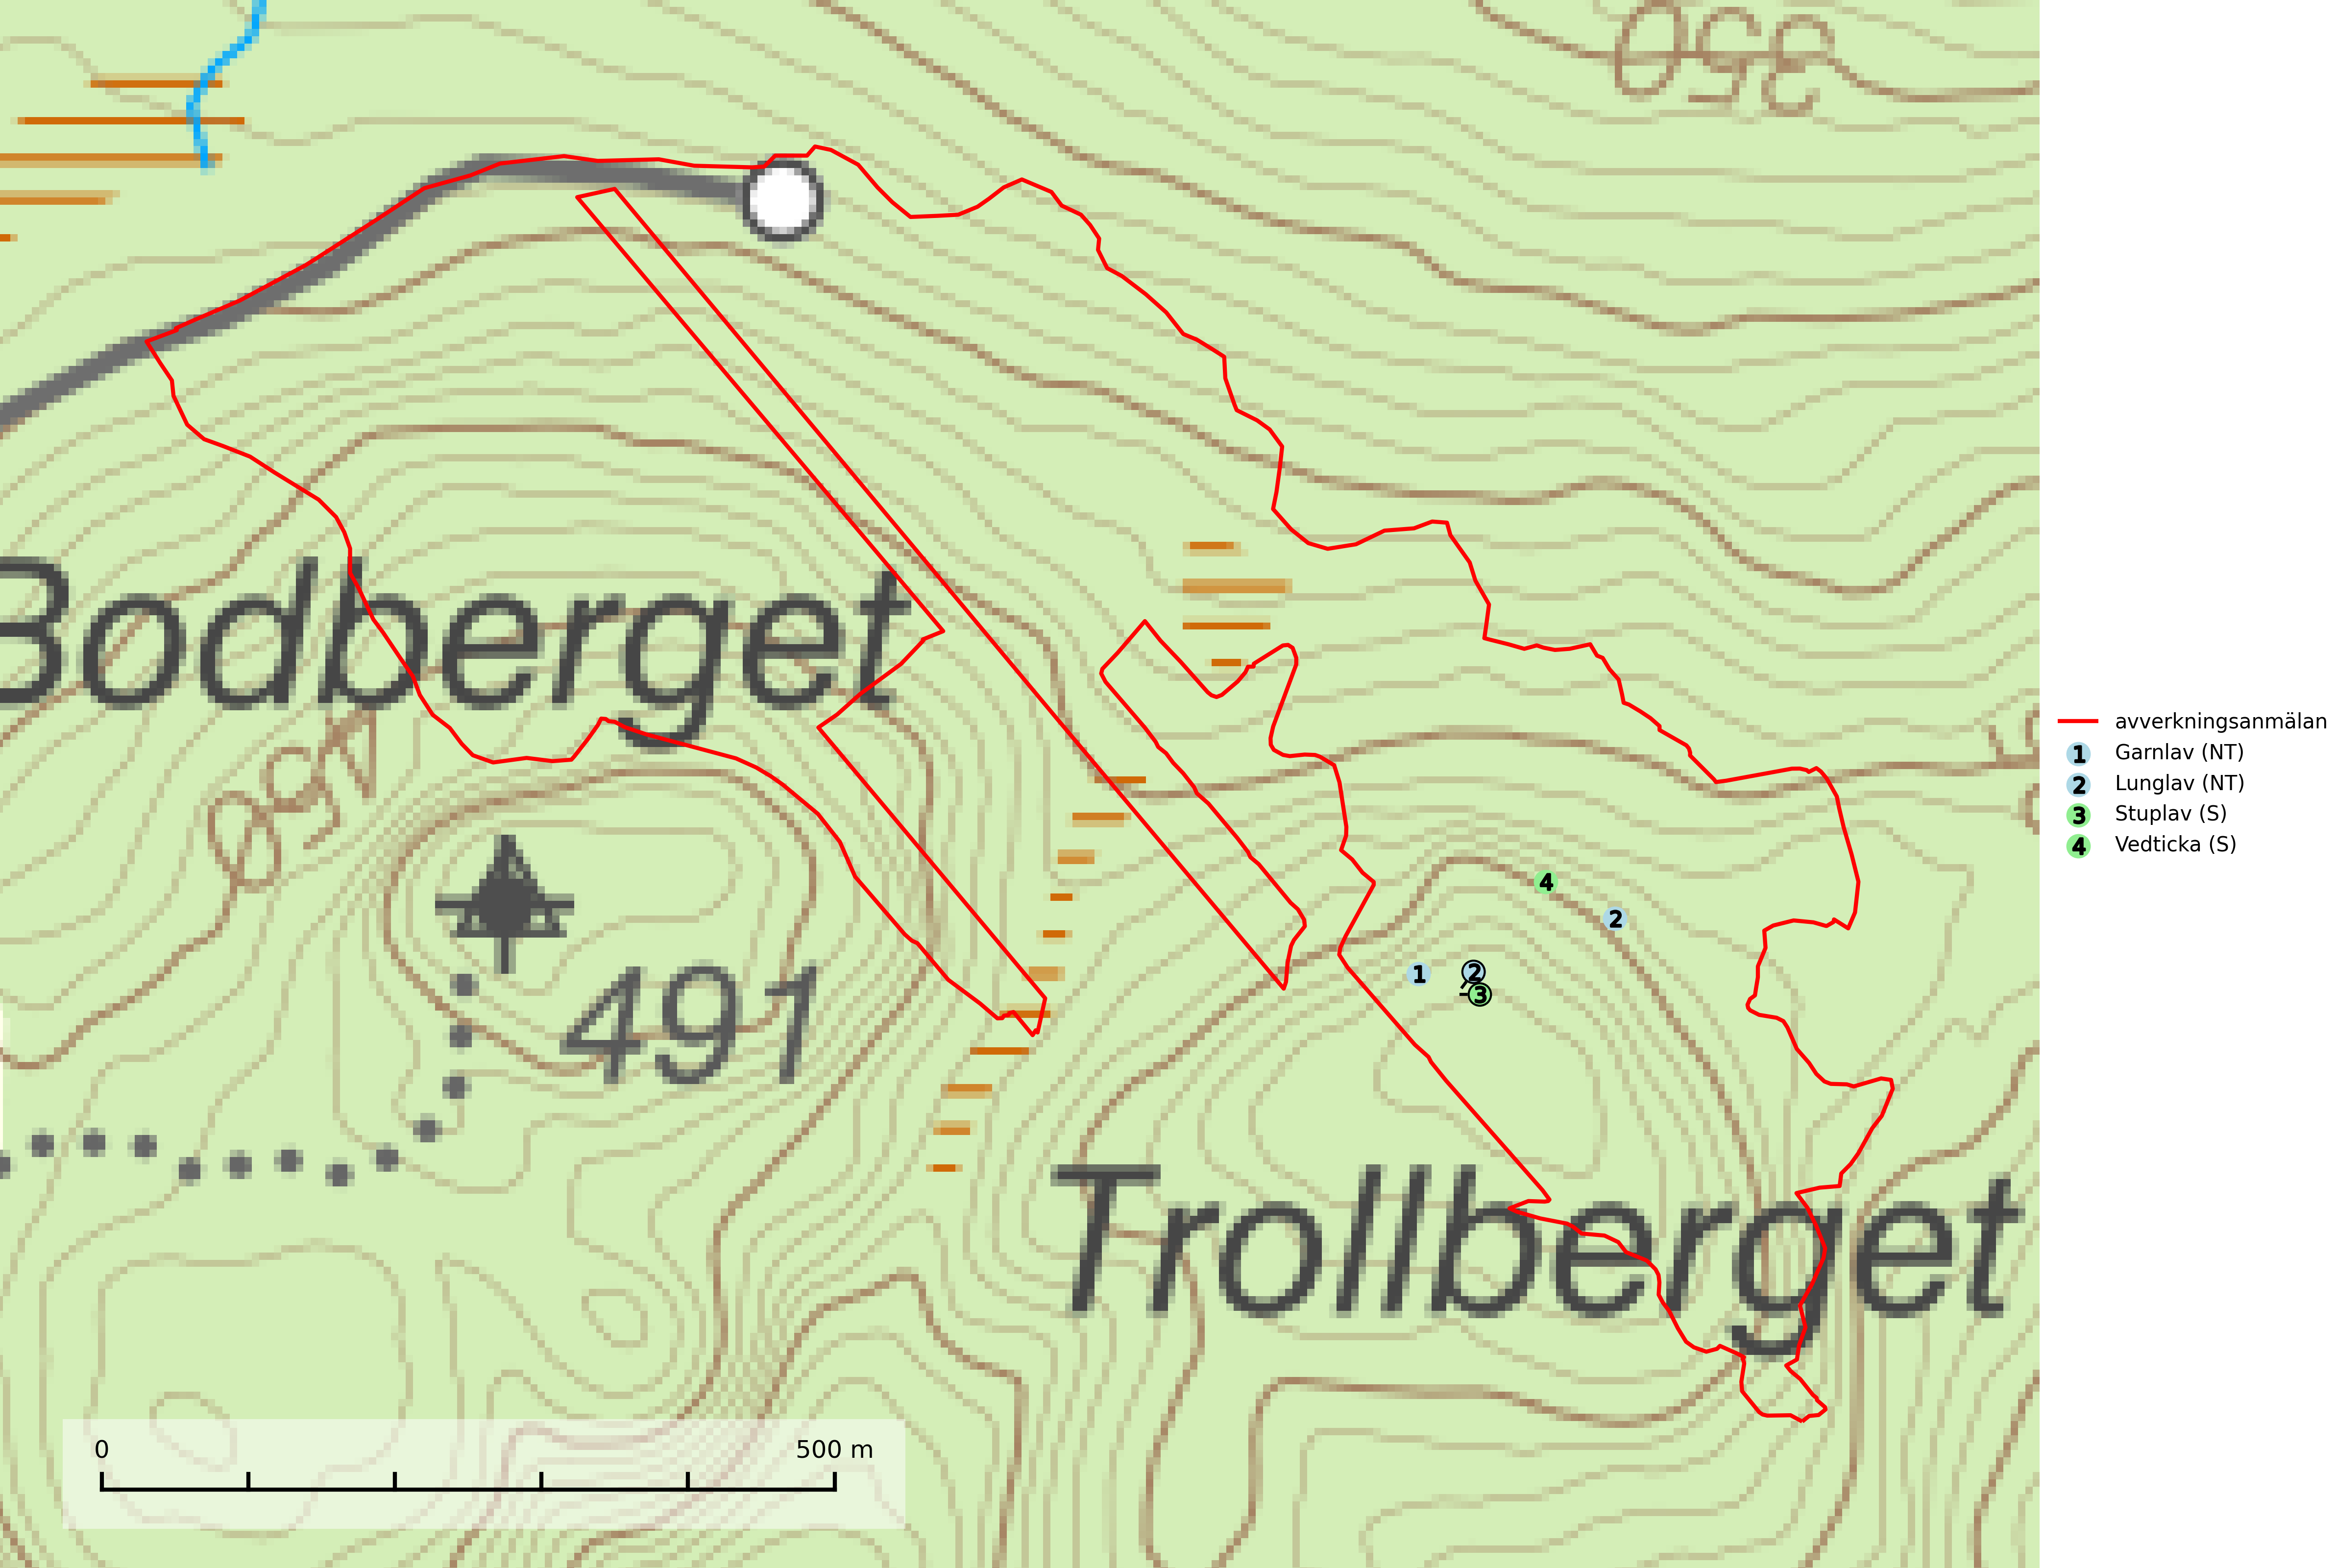 350
Bodberget
450
491
Trollberget
0 500 m
avverkningsanmälan
1 Garnlav (NT)
2 Lunglav (NT)
3 Stuplav (S)
4 Vedticka (S)
4
2
1
2
3